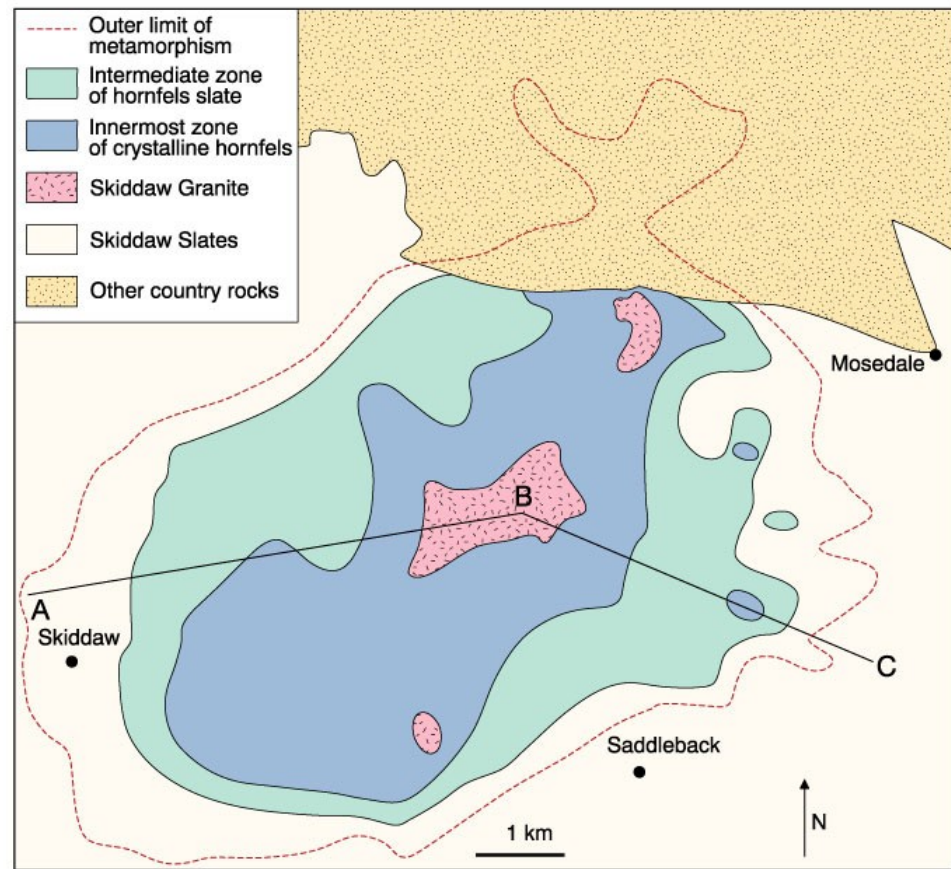 Outer limit of
metamorphism
Intermediate zone
of hornfels slate
Innermost zone
of crystalline hornfels
Skiddaw Granite
Skiddaw Slates
Other country rocks
Mosedale
B
A
Skiddaw
C
Saddleback
1 km
N